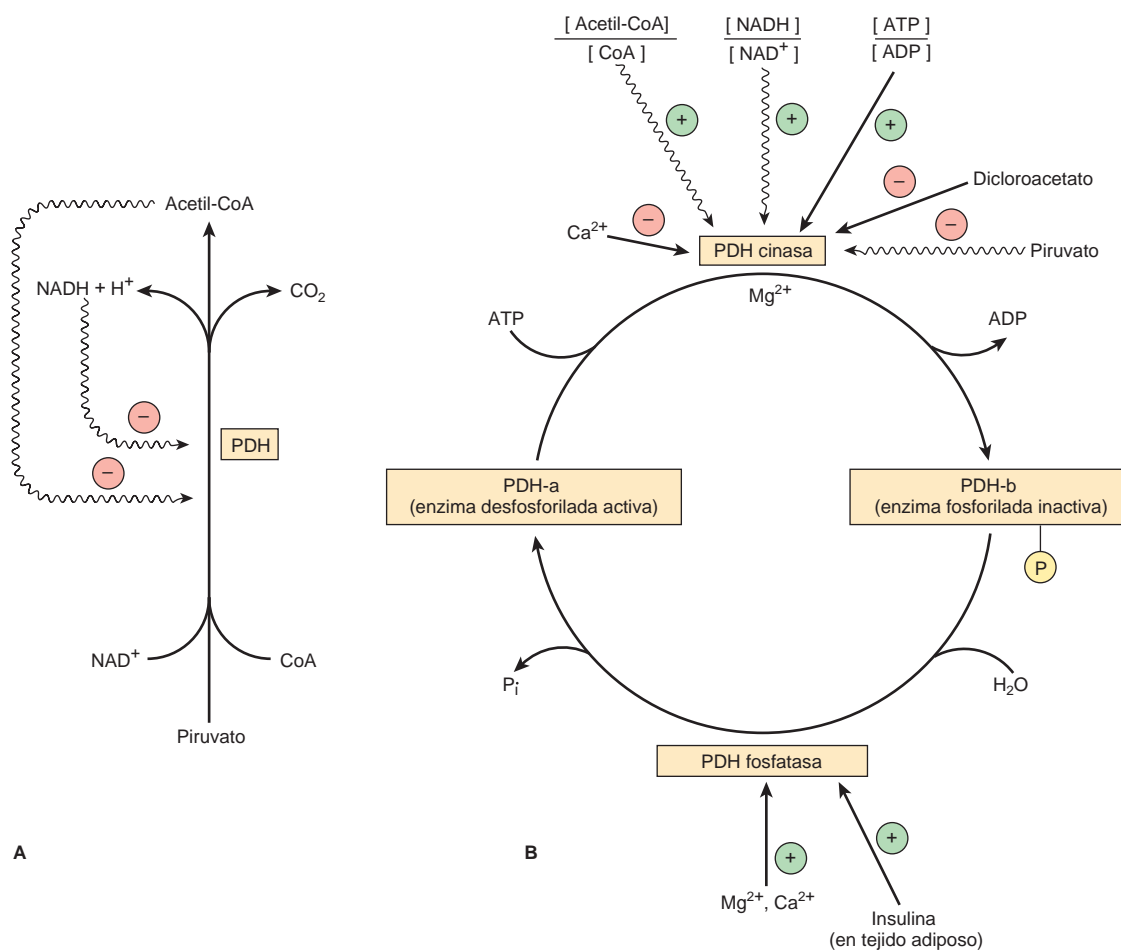 Acetil-CoA
NADH + H⁺
CO₂
−
−
PDH
NAD⁺
CoA
Piruvato
A
[ Acetil-CoA]
[ CoA ]
[ NADH ]
[ NAD⁺ ]
[ ATP ]
[ ADP ]
+
+
+
−
Dicloroacetato
−
Ca²⁺
−
PDH cinasa
Piruvato
Mg²⁺
ATP
ADP
PDH-a
(enzima desfosforilada activa)
PDH-b
(enzima fosforilada inactiva)
P
Pi
H₂O
PDH fosfatasa
+
+
Mg²⁺, Ca²⁺
Insulina
(en tejido adiposo)
B